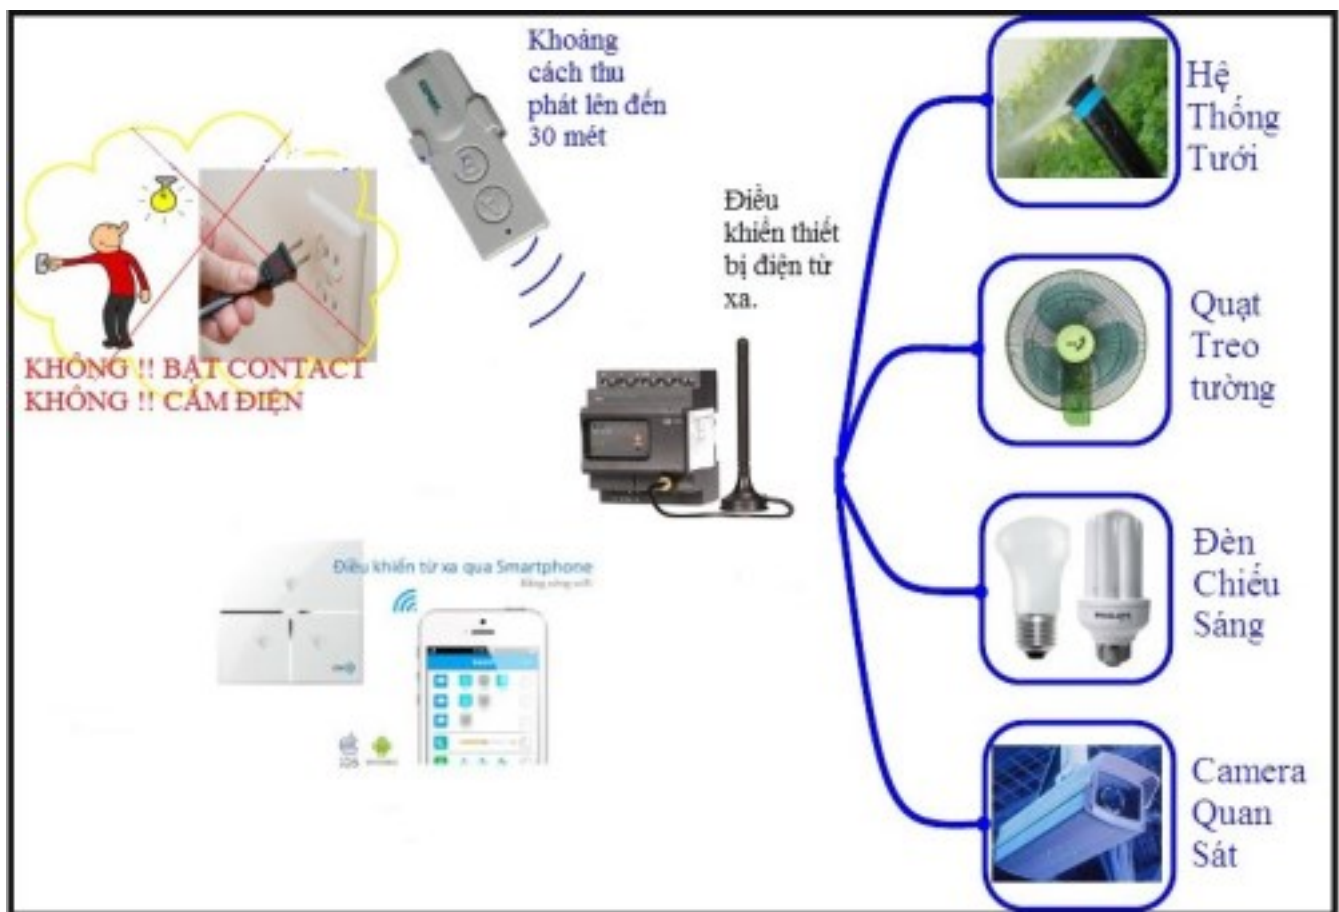 Khoảng
cách thu
phát lên đến
30 mét
KHÔNG !! BẬT CONTACT
KHÔNG !! CẮM ĐIỆN
Điều
khiển thiết
bị điện từ
xa.
Điều khiển từ xa qua Smartphone
iOS
Hệ
Thống
Tưới
Quạt
Treo
tường
Đèn
Chiếu
Sáng
PHILIPS
Camera
Quan
Sát